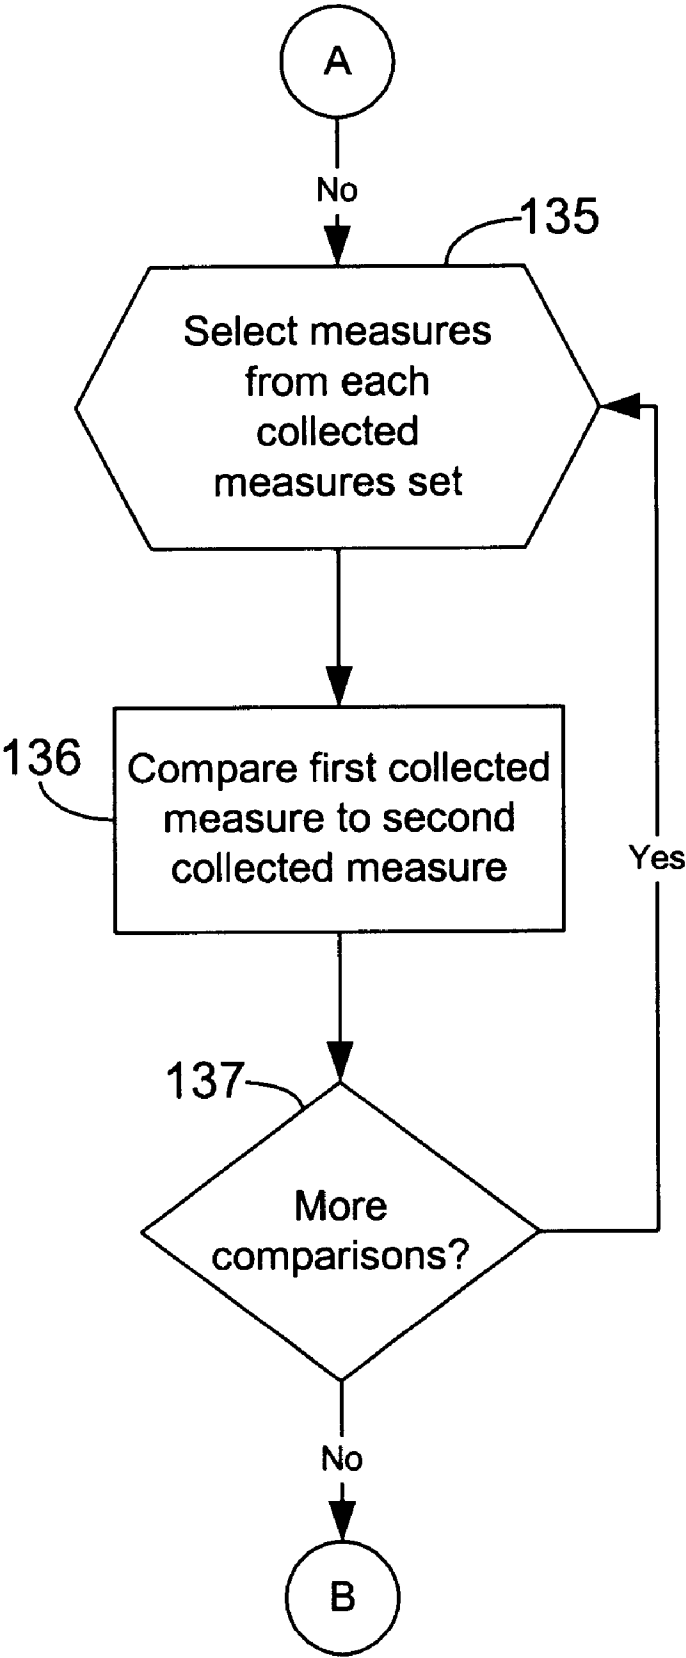 A
No
135
Select measures
from each
collected
measures set
136
Compare first collected
measure to second
collected measure
Yes
137
More
comparisons?
No
B